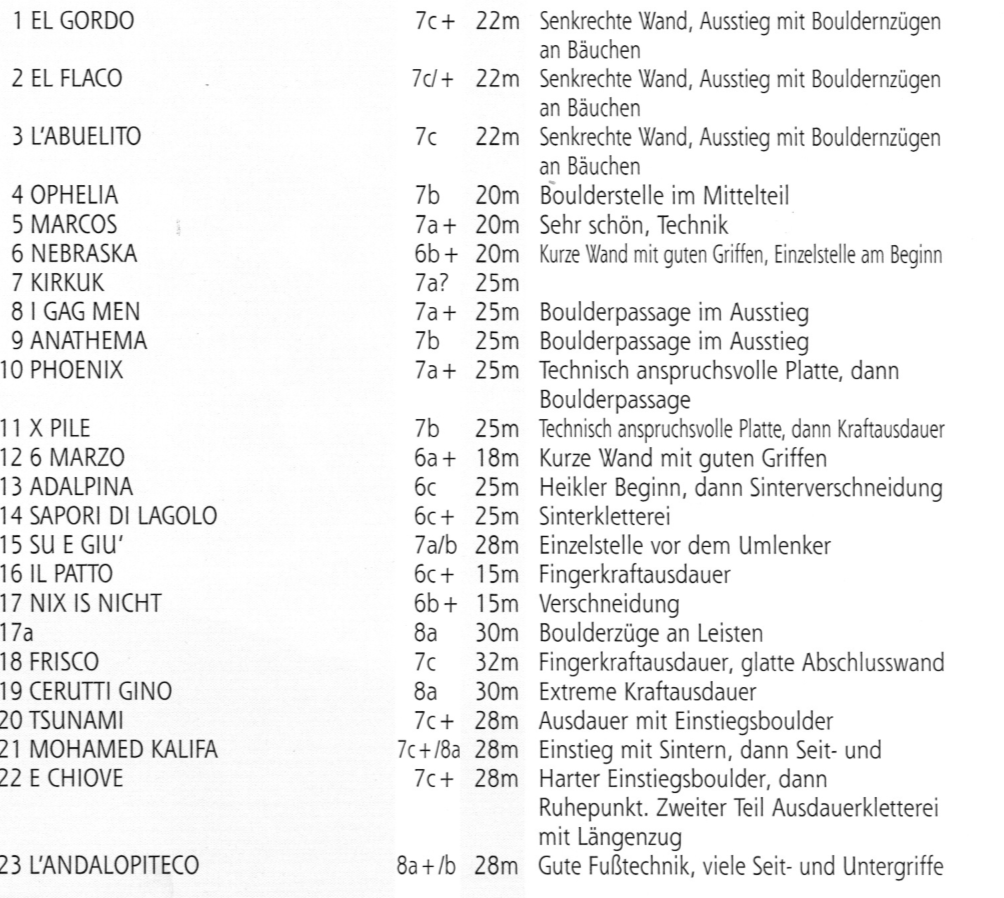 1 EL GORDO 7c+ 22m Senkrechte Wand, Ausstieg mit Bouldernzügen
an Bäuchen
2 EL FLACO 7c/+ 22m Senkrechte Wand, Ausstieg mit Bouldernzügen
an Bäuchen
3 L'ABUELITO 7c 22m Senkrechte Wand, Ausstieg mit Bouldernzügen
an Bäuchen
4 OPHELIA 7b 20m Boulderstelle im Mittelteil
5 MARCOS 7a+ 20m Sehr schön, Technik
6 NEBRASKA 6b+ 20m Kurze Wand mit guten Griffen, Einzelstelle am Beginn
7 KIRKUK 7a? 25m
8 I GAG MEN 7a+ 25m Boulderpassage im Ausstieg
9 ANATHEMA 7b 25m Boulderpassage im Ausstieg
10 PHOENIX 7a+ 25m Technisch anspruchsvolle Platte, dann
Boulderpassage
11 X PILE 7b 25m Technisch anspruchsvolle Platte, dann Kraftausdauer
12 6 MARZO 6a+ 18m Kurze Wand mit guten Griffen
13 ADALPINA 6c 25m Heikler Beginn, dann Sinterverschneidung
14 SAPORI DI LAGOLO 6c+ 25m Sinterkletterei
15 SU E GIU' 7a/b 28m Einzelstelle vor dem Umlenker
16 IL PATTO 6c+ 15m Fingerkraftausdauer
17 NIX IS NICHT 6b+ 15m Verschneidung
17a 8a 30m Boulderzüge an Leisten
18 FRISCO 7c 32m Fingerkraftausdauer, glatte Abschlusswand
19 CERUTTI GINO 8a 30m Extreme Kraftausdauer
20 TSUNAMI 7c+ 28m Ausdauer mit Einstiegsboulder
21 MOHAMED KALIFA 7c+/8a 28m Einstieg mit Sintern, dann Seit- und
22 E CHIOVE 7c+ 28m Harter Einstiegsboulder, dann
Ruhepunkt. Zweiter Teil Ausdauerkletterei
mit Längenzug
23 L'ANDALOPITECO 8a+/b 28m Gute Fußtechnik, viele Seit- und Untergriffe